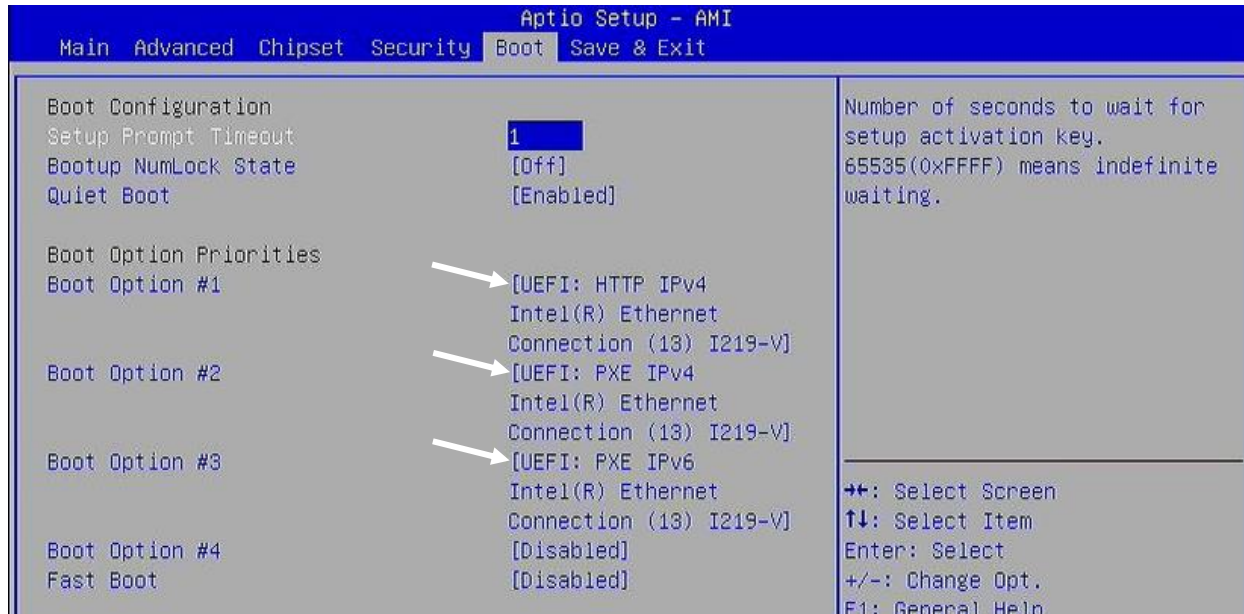 Aptio Setup - AMI
Main Advanced Chipset Security Boot Save & Exit
Boot Configuration
Setup Prompt Timeout 1
Bootup NumLock State [Off]
Quiet Boot [Enabled]
Boot Option Priorities
Boot Option #1 [UEFI: HTTP IPv4
Intel(R) Ethernet
Connection (13) I219-V]
Boot Option #2 [UEFI: PXE IPv4
Intel(R) Ethernet
Connection (13) I219-V]
Boot Option #3 [UEFI: PXE IPv6
Intel(R) Ethernet
Connection (13) I219-V]
Boot Option #4 [Disabled]
Fast Boot [Disabled]
Number of seconds to wait for
setup activation key.
65535(0xFFFF) means indefinite
waiting.
→←: Select Screen
↑↓: Select Item
Enter: Select
+/-: Change Opt.
F1: General Help